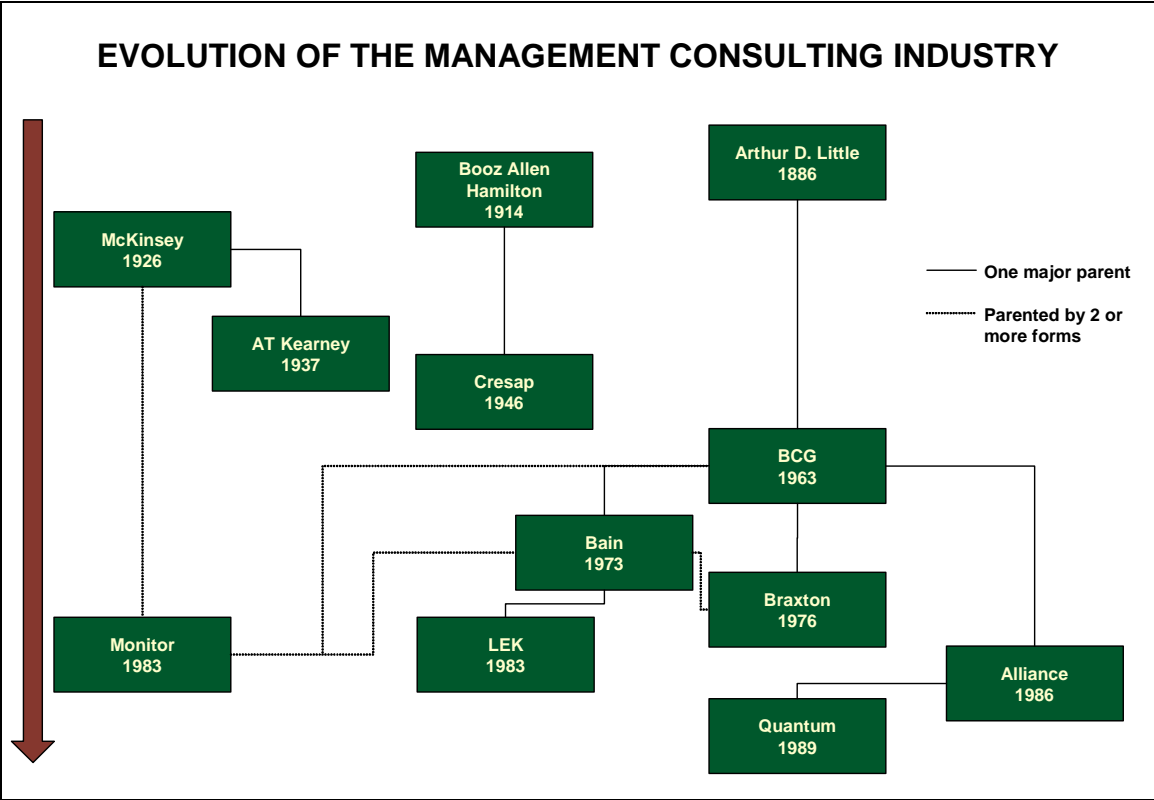 EVOLUTION OF THE MANAGEMENT CONSULTING INDUSTRY
Arthur D. Little
1886
Booz Allen
Hamilton
1914
McKinsey
1926
One major parent
Parented by 2 or
more forms
AT Kearney
1937
Cresap
1946
BCG
1963
Bain
1973
Braxton
1976
Monitor
1983
LEK
1983
Alliance
1986
Quantum
1989